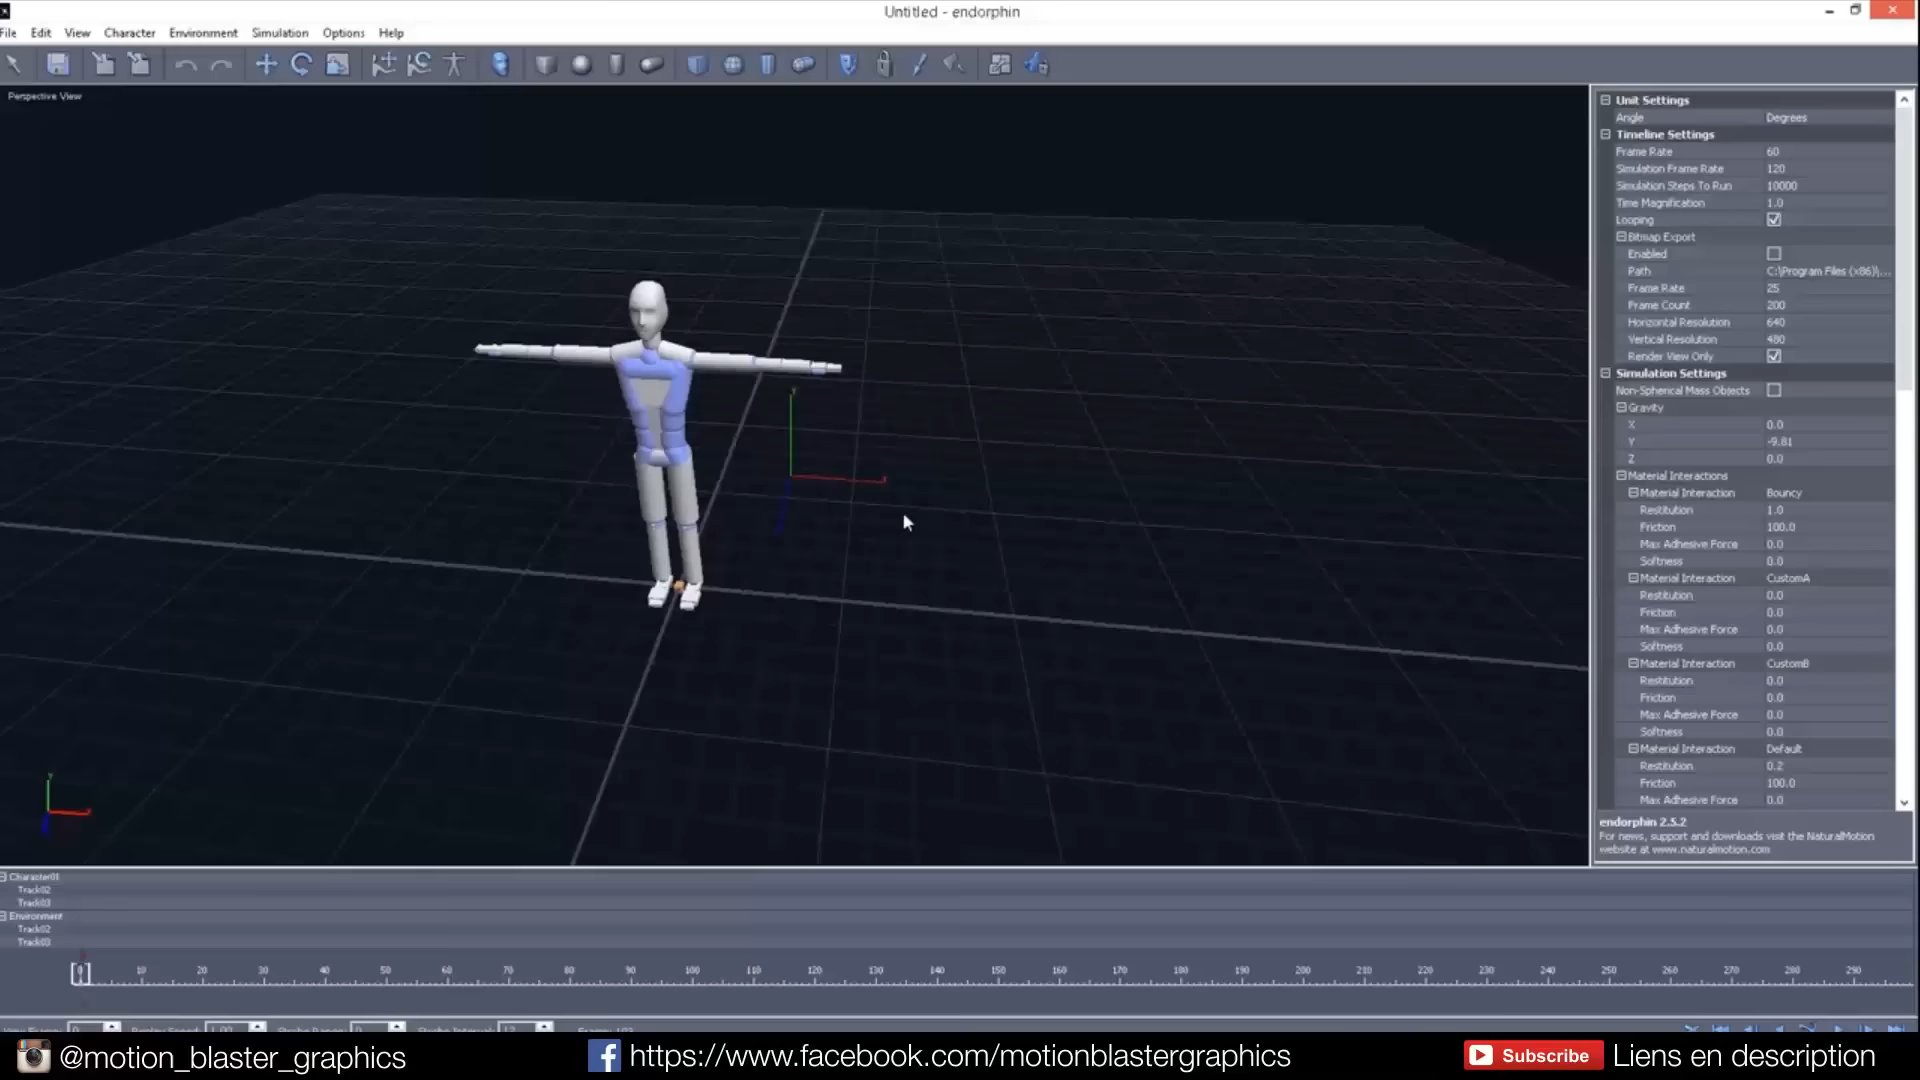 Untitled - endorphin
File Edit View Character Environment Simulation Options Help
Perspective View
Unit Settings
Angle Degrees
Timeline Settings
Frame Rate 60
Simulation Frame Rate 120
Simulation Steps To Run 10000
Time Magnification 1.0
Looping
Bitmap Export
Enabled
Path C:\Program Files (x86)\...
Frame Rate 25
Frame Count 200
Horizontal Resolution 640
Vertical Resolution 480
Render View Only
Simulation Settings
Non-Spherical Mass Objects
Gravity
X 0.0
Y -9.81
Z 0.0
Material Interactions
Material Interaction Bouncy
Restitution 1.0
Friction 100.0
Max Adhesive Force 0.0
Softness 0.0
Material Interaction CustomA
Restitution 0.0
Friction 0.0
Max Adhesive Force 0.0
Softness 0.0
Material Interaction CustomB
Restitution 0.0
Friction 0.0
Max Adhesive Force 0.0
Softness 0.0
Material Interaction Default
Restitution 0.2
Friction 100.0
Max Adhesive Force 0.0
endorphin 2.5.2
For news, support and downloads visit the NaturalMotion
website at www.naturalmotion.com
Character01
Track02
Track03
Environment
Track02
Track03
0 10 20 30 40 50 60 70 80 90 100 110 120 130 140 150 160 170 180 190 200 210 220 230 240 250 260 270 280 290
@motion_blaster_graphics
https://www.facebook.com/motionblastergraphics
Subscribe
Liens en description